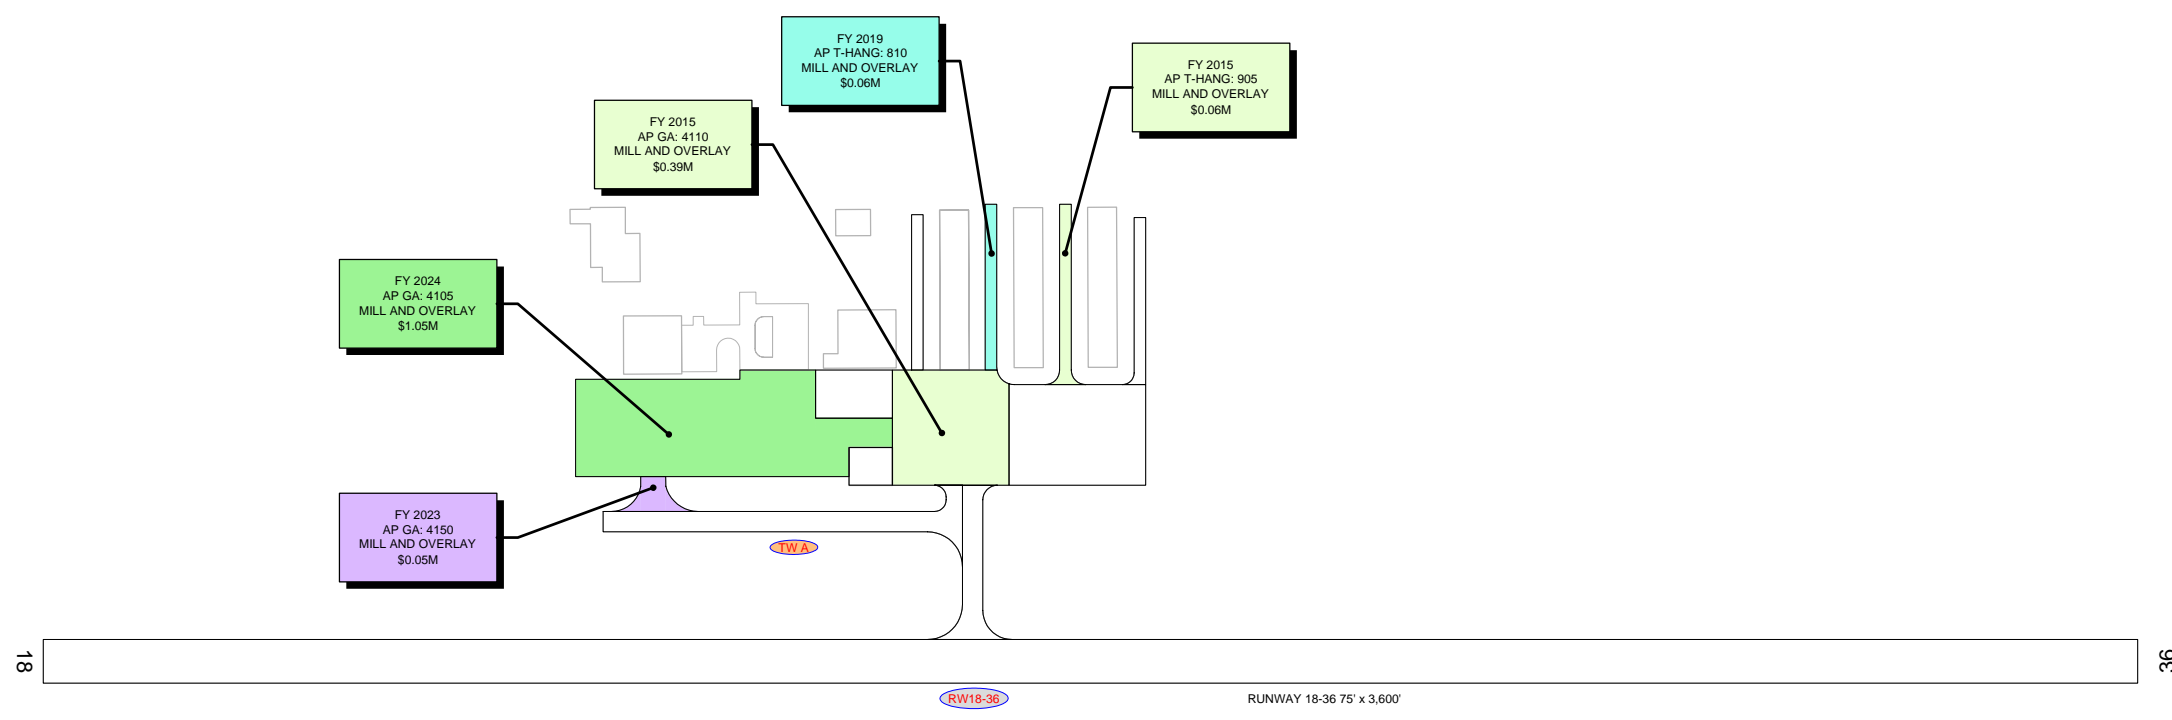 FY 2019
AP T-HANG: 810
MILL AND OVERLAY
$0.06M
FY 2015
AP T-HANG: 905
MILL AND OVERLAY
$0.06M
FY 2015
AP GA: 4110
MILL AND OVERLAY
$0.39M
FY 2024
AP GA: 4105
MILL AND OVERLAY
$1.05M
FY 2023
AP GA: 4150
MILL AND OVERLAY
$0.05M
TW A
18
36
RW18-36
RUNWAY 18-36 75' x 3,600'